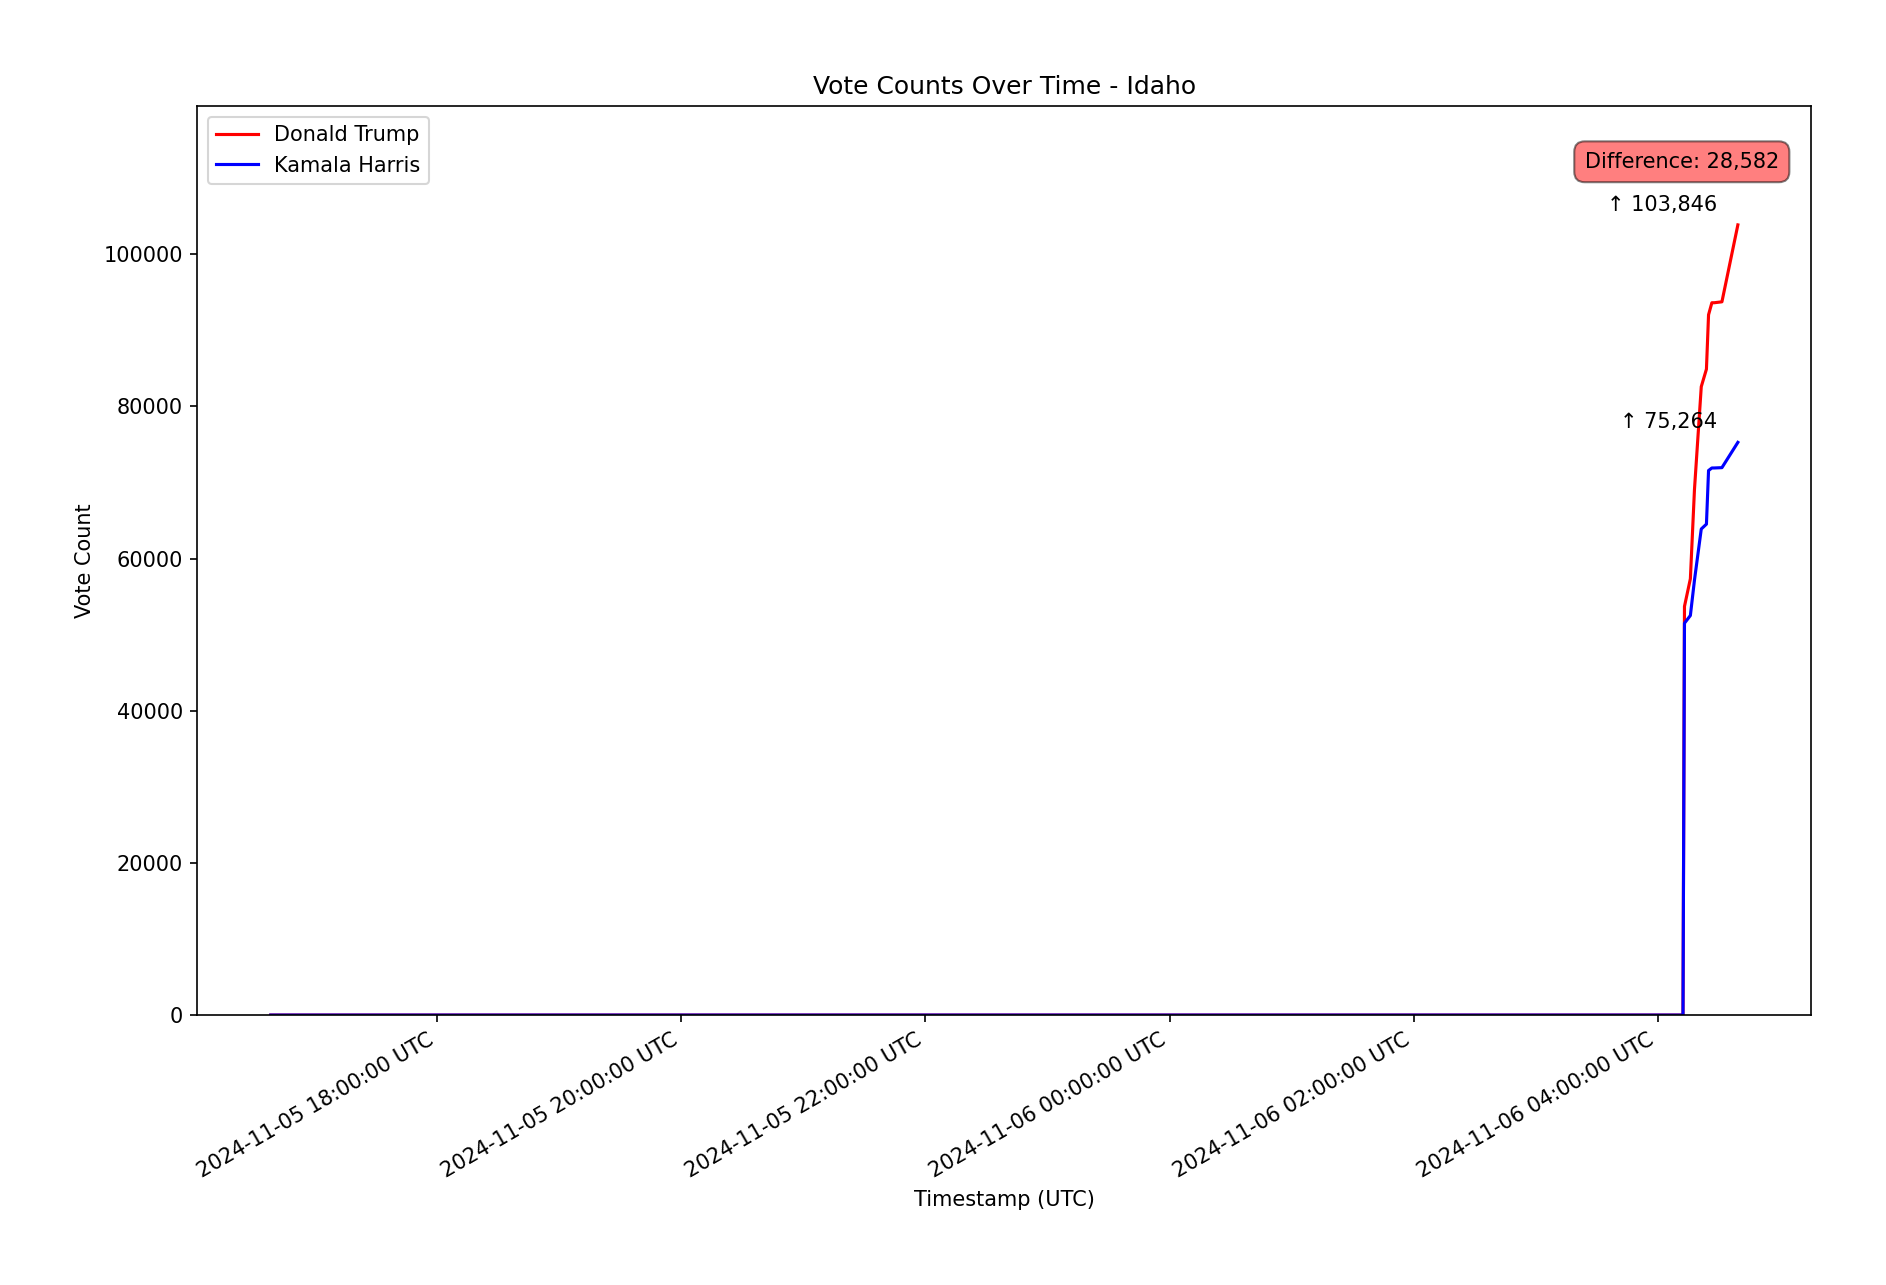 Vote Counts Over Time - Idaho
Donald Trump
Kamala Harris
Difference: 28,582
↑ 103,846
↑ 75,264
100000
80000
60000
40000
20000
0
Vote Count
2024-11-05 18:00:00 UTC
2024-11-05 20:00:00 UTC
2024-11-05 22:00:00 UTC
2024-11-06 00:00:00 UTC
2024-11-06 02:00:00 UTC
2024-11-06 04:00:00 UTC
Timestamp (UTC)